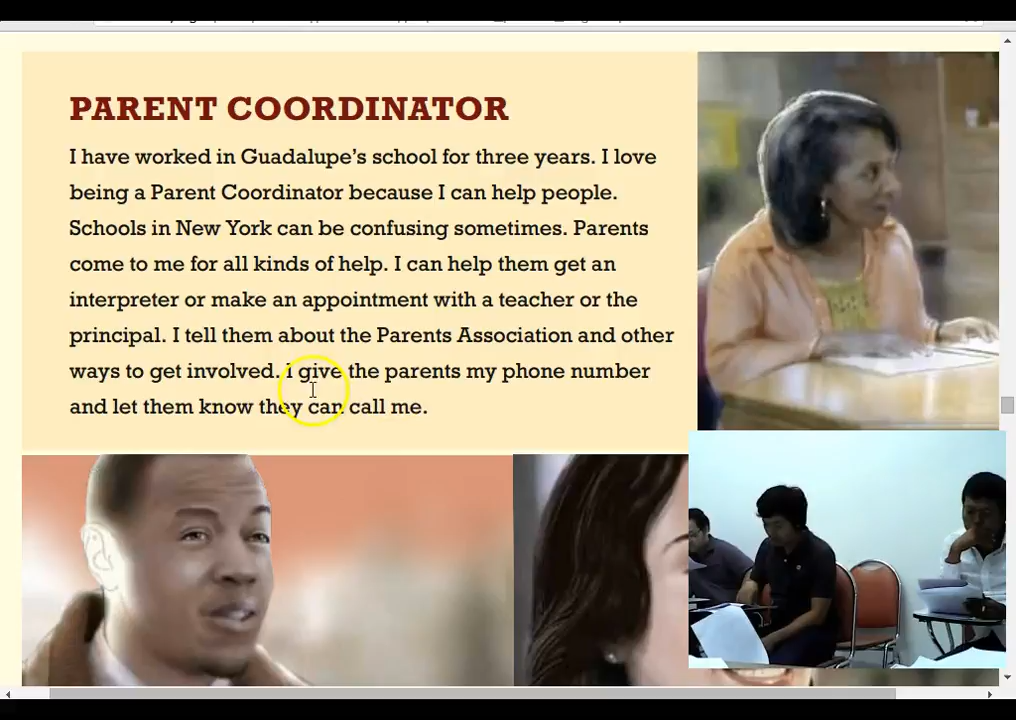 PARENT COORDINATOR
I have worked in Guadalupe's school for three years. I love
being a Parent Coordinator because I can help people.
Schools in New York can be confusing sometimes. Parents
come to me for all kinds of help. I can help them get an
interpreter or make an appointment with a teacher or the
principal. I tell them about the Parents Association and other
ways to get involved. I give the parents my phone number
and let them know they can call me.